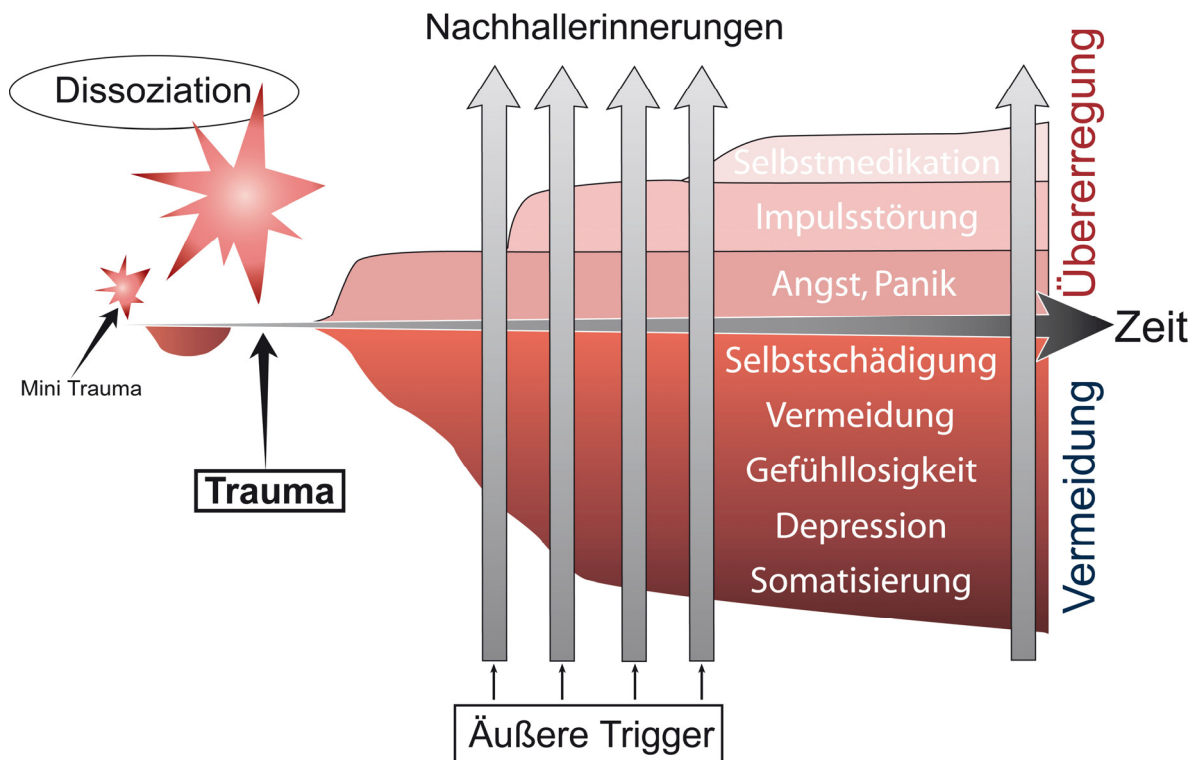 Nachhallerinnerungen
Dissoziation
Übererregung
Selbstmedikation
Impulsstörung
Angst, Panik
Zeit
Mini Trauma
Trauma
Selbstschädigung
Vermeidung
Gefühllosigkeit
Depression
Somatisierung
Vermeidung
Äußere Trigger